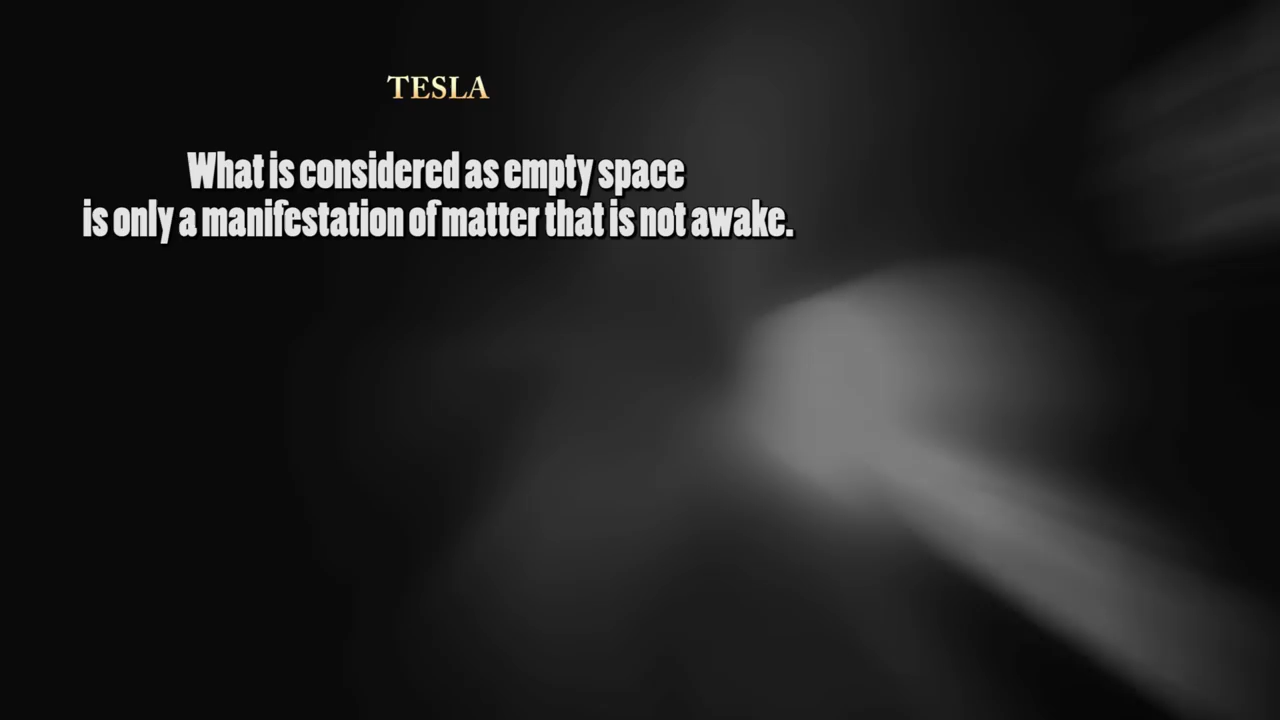 TESLA
What is considered as empty space
is only a manifestation of matter that is not awake.